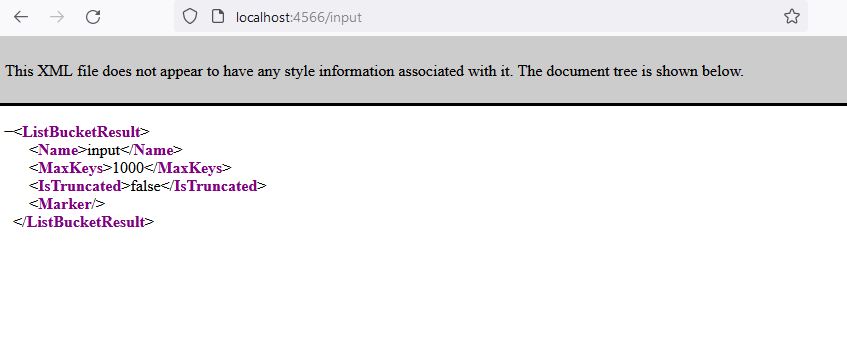 localhost:4566/input
This XML file does not appear to have any style information associated with it. The document tree is shown below.
−<ListBucketResult>
<Name>input</Name>
<MaxKeys>1000</MaxKeys>
<IsTruncated>false</IsTruncated>
<Marker/>
</ListBucketResult>